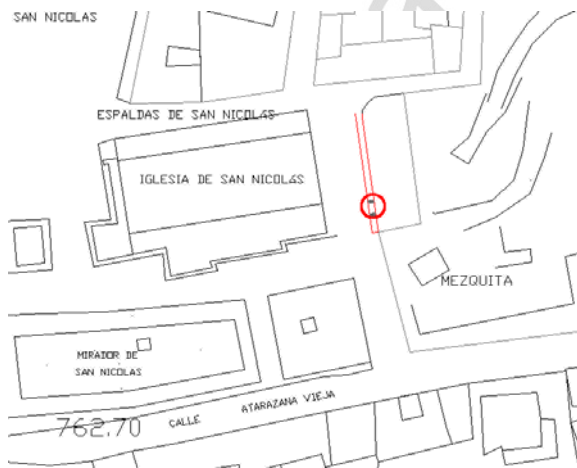 SAN NICOLAS
ESPALDAS DE SAN NICOLAS
IGLESIA DE SAN NICOLAS
MEZQUITA
MIRADOR DE
SAN NICOLAS
762.70
CALLE
ATARAZANA VIEJA